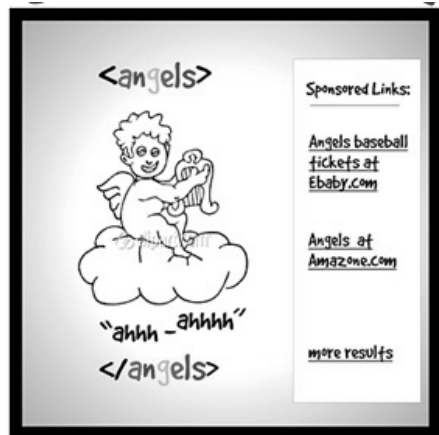 <angels>
"ahhh - ahhhh"
</angels>
Sponsored Links:
Angels baseball
tickets at
Ebaby.com
Angels at
Amazone.com
more results